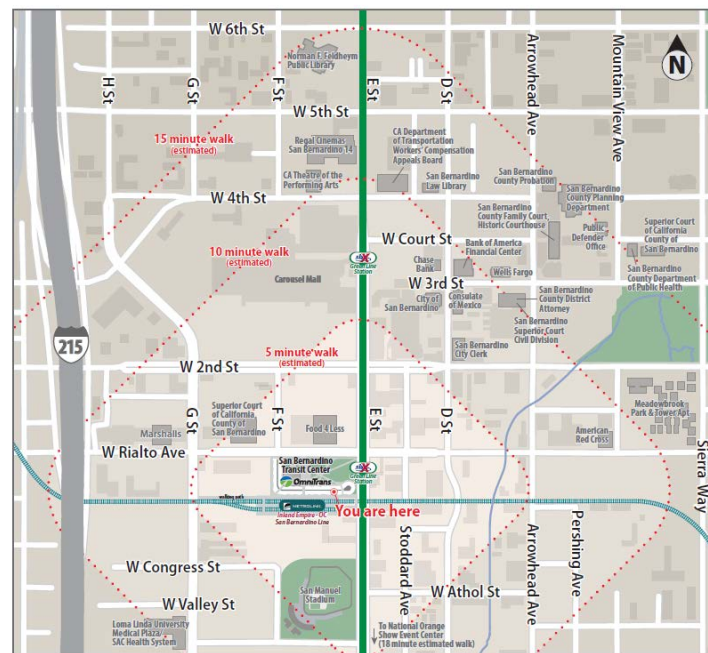 W 6th St
Norman F. Feldheym
Public Library
H St
G St
F St
E St
D St
Arrowhead Ave
Mountain View Ave
N
W 5th St
15 minute walk
(estimated)
Regal Cinemas
San Bernardino 14
CA Department
of Transportation
Workers' Compensation
Appeals Board
CA Theatre of the
Performing Arts
San Bernardino
Law Library
San Bernardino
County Probation
San Bernardino
County Planning
Department
W 4th St
San Bernardino
County Family Court,
Historic Courthouse
Public
Defender
Office
Superior Court
of California
County of
San Bernardino
W Court St
10 minute walk
(estimated)
Carousel Mall
sbX
Green Line
Station
Chase
Bank
Bank of America
Financial Center
Wells Fargo
San Bernardino
County Department
of Public Health
W 3rd St
City of
San Bernardino
Consulate
of Mexico
San Bernardino
County District
Attorney
San Bernardino
Superior Court
Civil Division
215
5 minute walk
(estimated)
San Bernardino
City Clerk
W 2nd St
G St
F St
E St
D St
Superior Court
of California
County of
San Bernardino
Marshalls
Food 4 Less
Meadowbrook
Park & Tower Apt
American
Red Cross
Sierra Way
W Rialto Ave
San Bernardino
Transit Center
OmniTrans
sbX
Green Line
Station
walking path
METROLINK
Inland Empire - OC
San Bernardino Line
You are here
Stoddard Ave
Arrowhead Ave
Pershing Ave
W Congress St
San Manuel
Stadium
W Athol St
W Valley St
Loma Linda University
Medical Plaza/
SAC Health System
To National Orange
Show Event Center
(18 minute estimated walk)